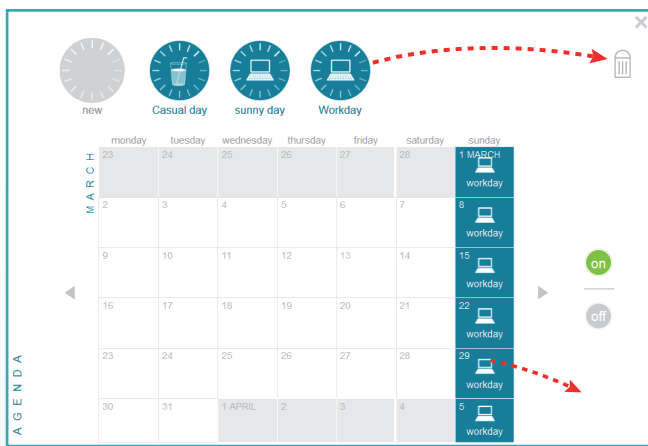 new
Casual day
sunny day
Workday
monday tuesday wednesday thursday friday saturday sunday
MARCH
23 24 25 26 27 28 1 MARCH
workday
2 3 4 5 6 7 8
workday
9 10 11 12 13 14 15
workday
on
16 17 18 19 20 21 22
workday
off
23 24 25 26 27 28 29
workday
30 31 1 APRIL 2 3 4 5
workday
AGENDA